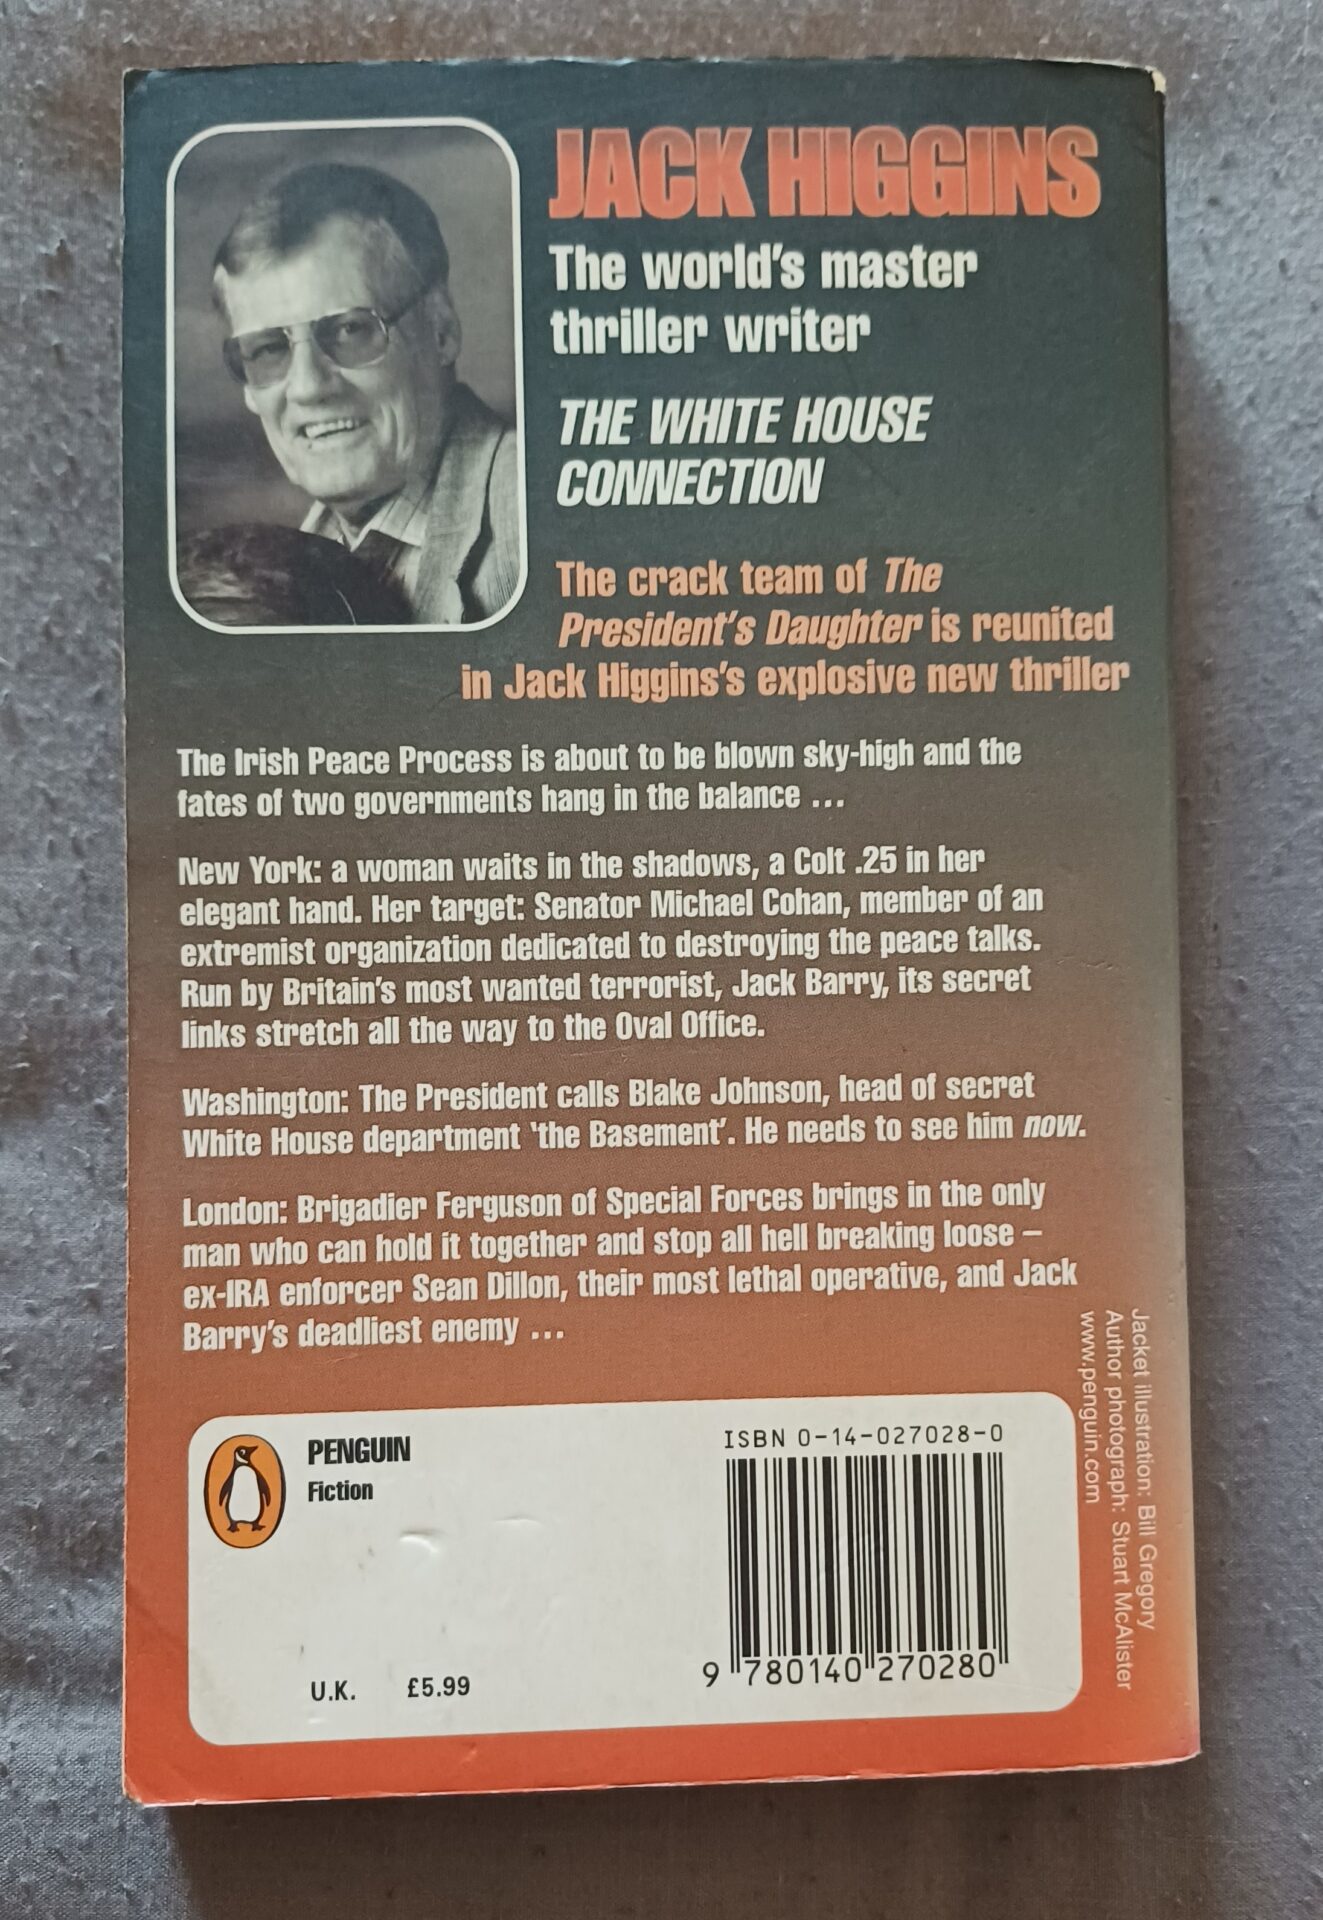 JACK HIGGINS
The world's master
thriller writer
THE WHITE HOUSE
CONNECTION
The crack team of The
President's Daughter is reunited
in Jack Higgins's explosive new thriller
The Irish Peace Process is about to be blown sky-high and the
fates of two governments hang in the balance ...
New York: a woman waits in the shadows, a Colt .25 in her
elegant hand. Her target: Senator Michael Cohan, member of an
extremist organization dedicated to destroying the peace talks.
Run by Britain's most wanted terrorist, Jack Barry, its secret
links stretch all the way to the Oval Office.
Washington: The President calls Blake Johnson, head of secret
White House department 'the Basement'. He needs to see him now.
London: Brigadier Ferguson of Special Forces brings in the only
man who can hold it together and stop all hell breaking loose –
ex-IRA enforcer Sean Dillon, their most lethal operative, and Jack
Barry's deadliest enemy ...
Jacket illustration: Bill Gregory
Author photograph: Stuart McAlister
www.penguin.com
PENGUIN
Fiction
U.K. £5.99
ISBN 0-14-027028-0
9 780140 270280